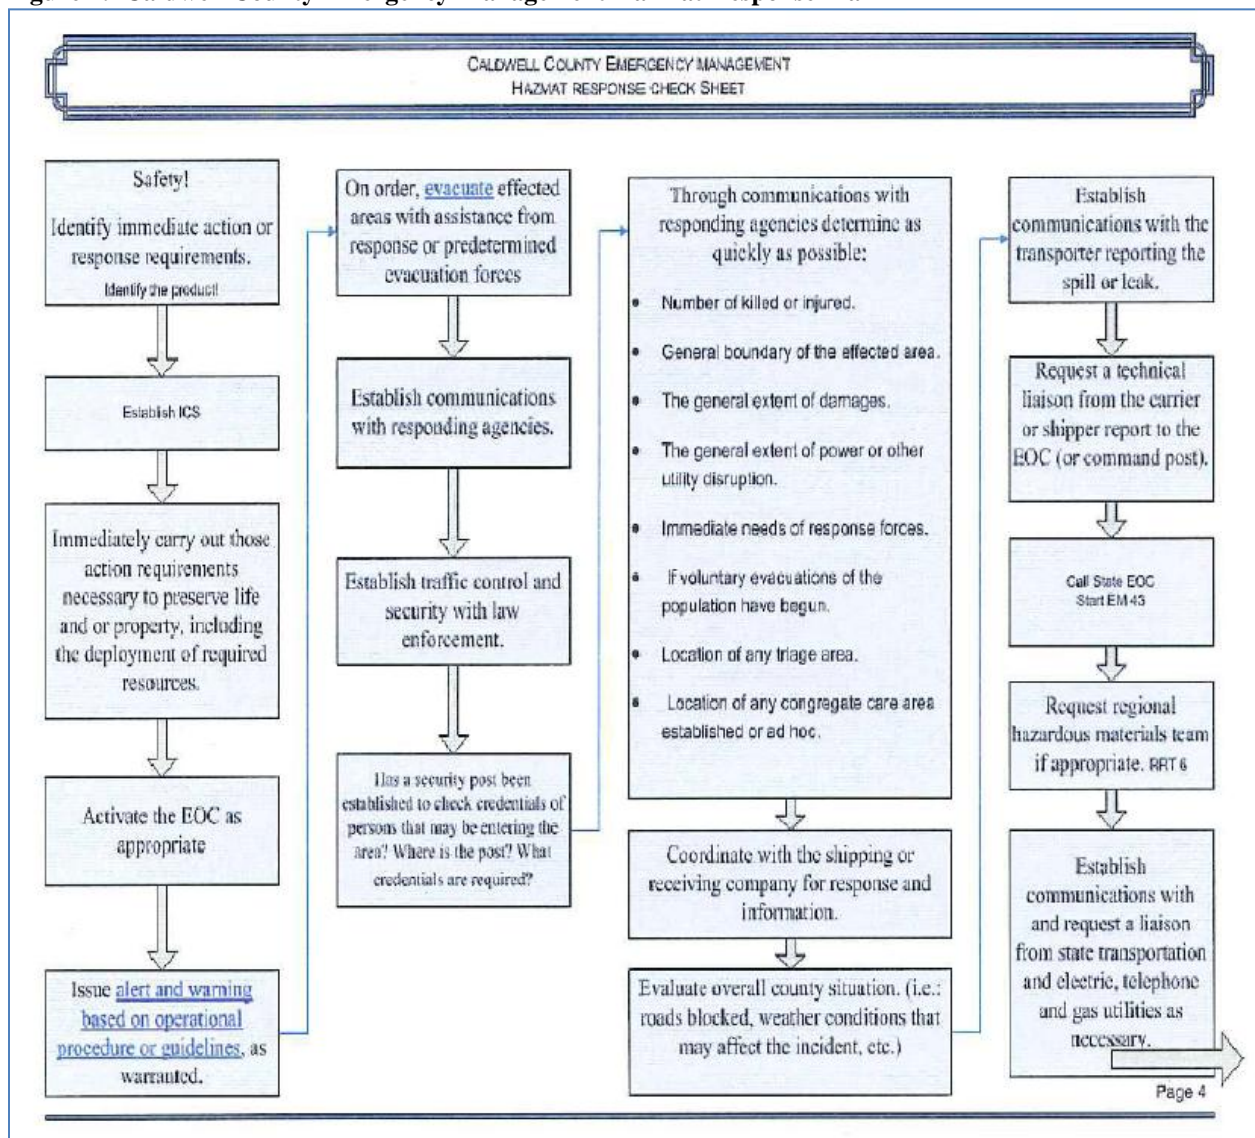 CALDWELL COUNTY EMERGENCY MANAGEMENT
HAZMAT RESPONSE CHECK SHEET
Safety!
Identify immediate action or
response requirements.
Identify the product!
Establish ICS
Immediately carry out those
action requirements
necessary to preserve life
and or property, including
the deployment of required
resources.
Activate the EOC as
appropriate
Issue alert and warning
based on operational
procedure or guidelines, as
warranted.
On order, evacuate effected
areas with assistance from
response or predetermined
evacuation forces
Establish communications
with responding agencies.
Establish traffic control and
security with law
enforcement.
Has a security post been
established to check credentials of
persons that may be entering the
area? Where is the post? What
credentials are required?
Through communications with
responding agencies determine as
quickly as possible:
• Number of killed or injured.
• General boundary of the effected area.
• The general extent of damages.
• The general extent of power or other
utility disruption.
• Immediate needs of response forces.
• If voluntary evacuations of the
population have begun.
• Location of any triage area.
• Location of any congregate care area
established or ad hoc.
Coordinate with the shipping or
receiving company for response and
information.
Evaluate overall county situation. (i.e.:
roads blocked, weather conditions that
may affect the incident, etc.)
Establish
communications with the
transporter reporting the
spill or leak.
Request a technical
liaison from the carrier
or shipper report to the
EOC (or command post).
Call State EOC
Start EM 43
Request regional
hazardous materials team
if appropriate. RRT 6
Establish
communications with
and request a liaison
from state transportation
and electric, telephone
and gas utilities as
necessary.
Page 4